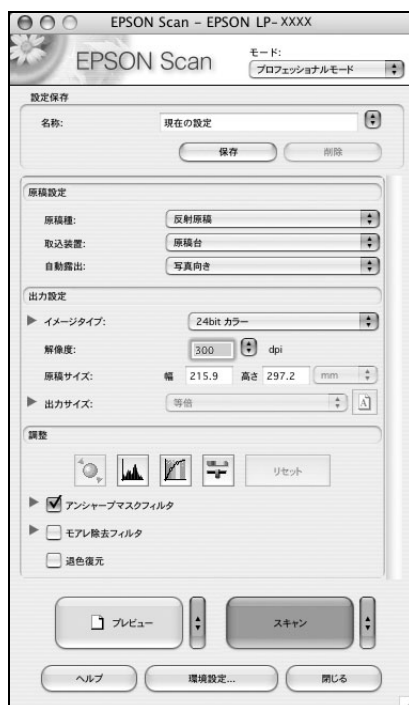 EPSON Scan - EPSON LP-XXXX
EPSON Scan
モード:
プロフェッショナルモード
設定保存
名称: 現在の設定
保存 削除
原稿設定
原稿種: 反射原稿
取込装置: 原稿台
自動露出: 写真向き
出力設定
イメージタイプ: 24bit カラー
解像度: 300 dpi
原稿サイズ: 幅 215.9 高さ 297.2 mm
出力サイズ: 等倍 A
調整
リセット
アンシャープマスクフィルタ
モアレ除去フィルタ
退色復元
プレビュー スキャン
ヘルプ 環境設定... 閉じる